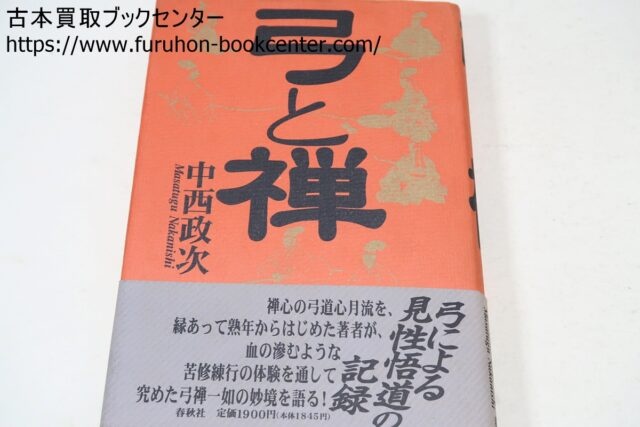 古本買取ブックセンター
https://www.furuhon-bookcenter.com/
弓と禅
中西政次
Masatugu Nakanishi
弓による
見性悟道の
記録
禅心の弓道心月流を、
縁あって熟年からはじめた著者が、
血の滲むような
苦修練行の体験を通して
究めた弓禅一如の妙境を語る!
春秋社 定価1900円(本体1845円)